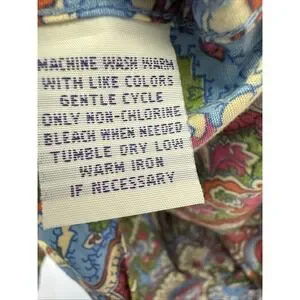 MACHINE WASH WARM
WITH LIKE COLORS
GENTLE CYCLE
ONLY NON-CHLORINE
BLEACH WHEN NEEDED
TUMBLE DRY LOW
WARM IRON
IF NECESSARY